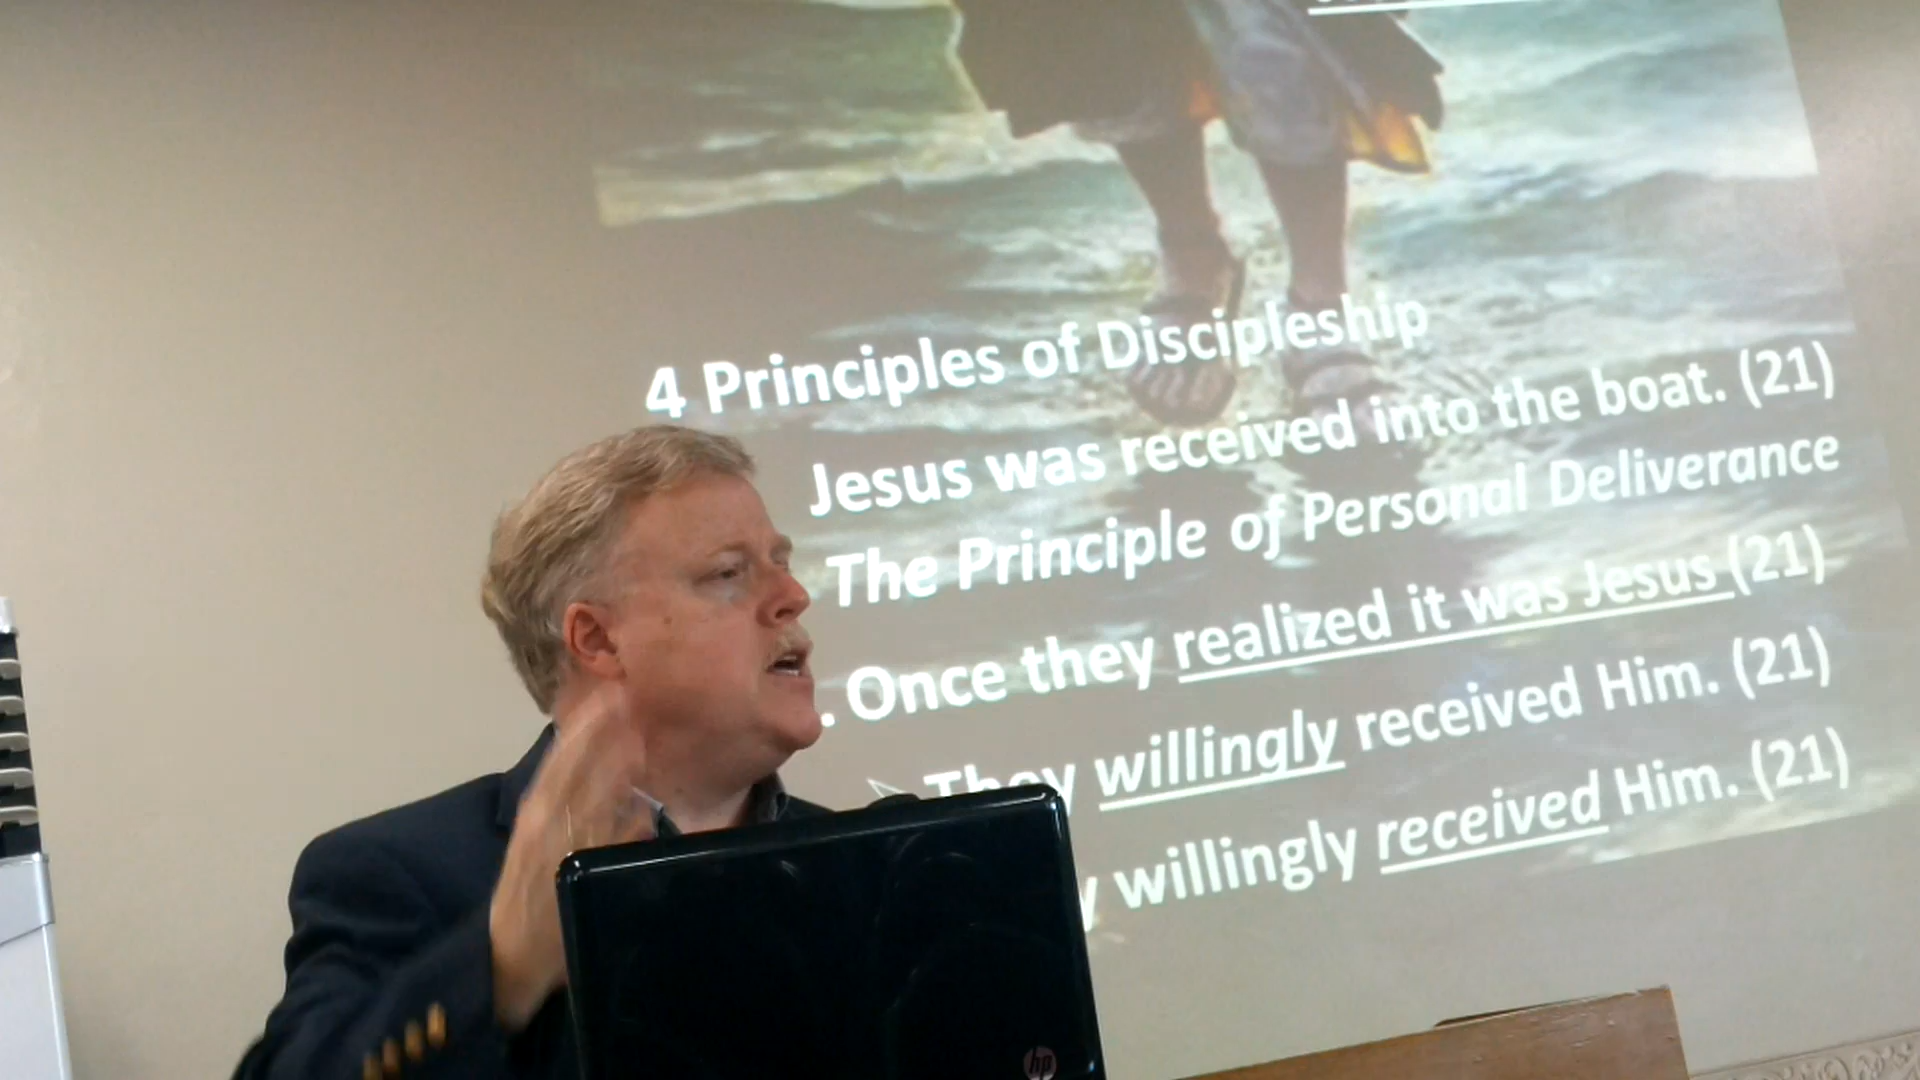 4 Principles of Discipleship
Jesus was received into the boat. (21)
The Principle of Personal Deliverance
. Once they realized it was Jesus (21)
They willingly received Him. (21)
willingly received Him. (21)
hp